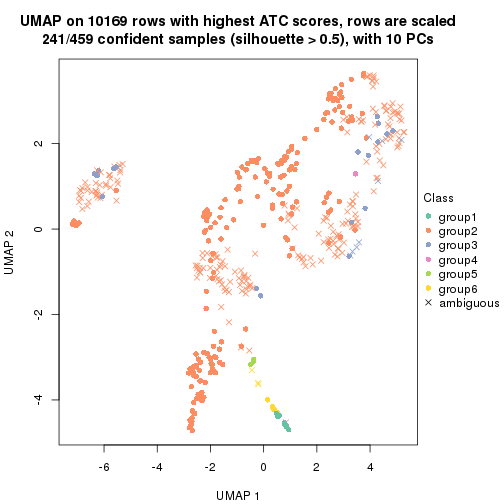 UMAP on 10169 rows with highest ATC scores, rows are scaled
241/459 confident samples (silhouette > 0.5), with 10 PCs
2
0
-2
-4
UMAP 2
-6
-4
-2
0
2
4
UMAP 1
Class
group1
group2
group3
group4
group5
group6
ambiguous